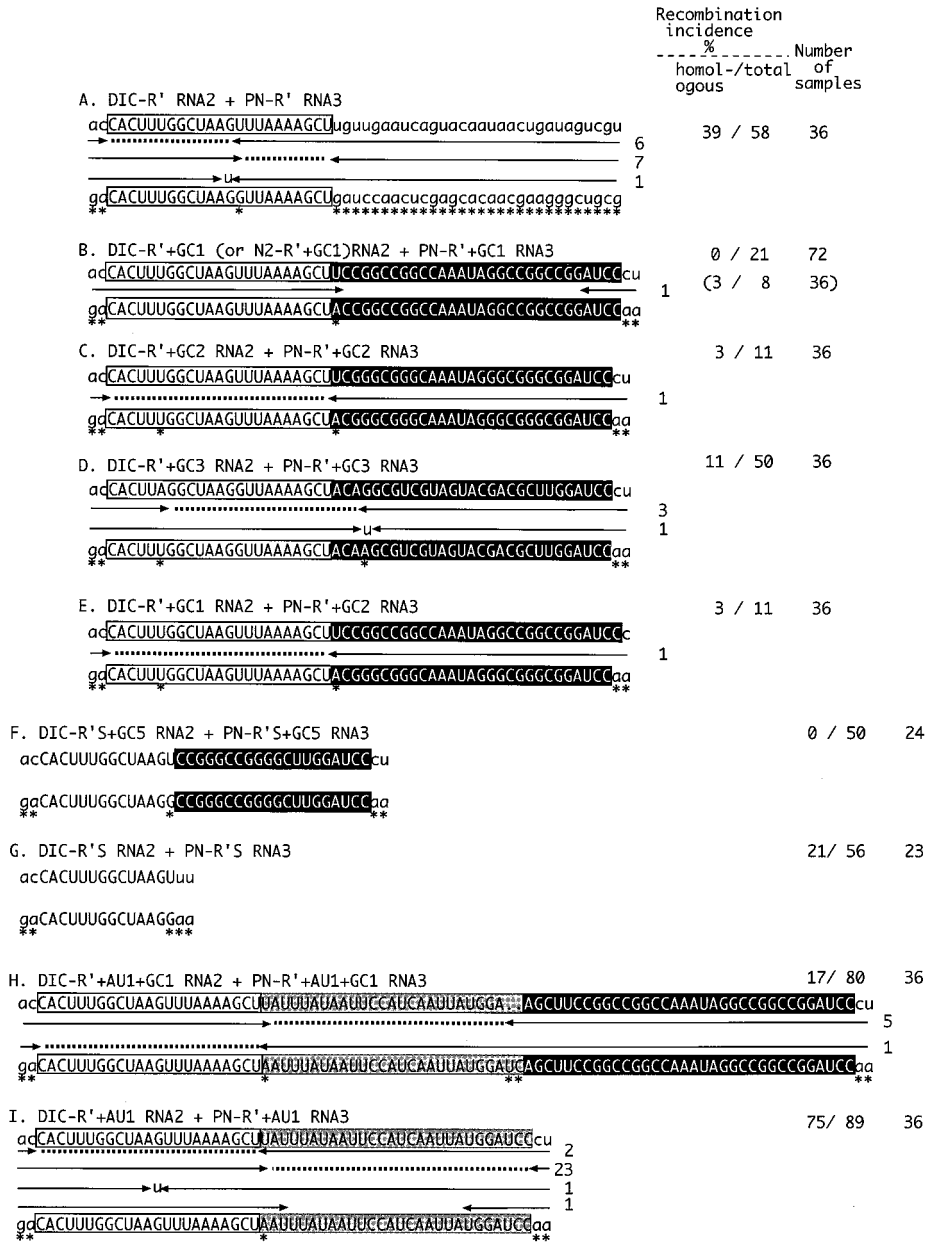 Recombination
incidence
%
homol-/total
ogous
Number
of
samples
A. DIC-R' RNA2 + PN-R' RNA3
39 / 58 36
acCACUUUGGCUAAGUUUAAAAGCUuguugaaucaguacaauaacugauagucgu
6
7
u 1
gaCACUUUGGCUAAGGUUAAAAGCUgauccaacucgagcacaacgaagggcugcg
** * ******************************
B. DIC-R'+GC1 (or N2-R'+GC1)RNA2 + PN-R'+GC1 RNA3
0 / 21 72
acCACUUUGGCUAAGUUUAAAAGCUUCCGGCCGGCCAAAUAGGCCGGCCGGAUCCcu
1 (3 / 8 36)
gaCACUUUGGCUAAGUUUAAAAGCUACCGGCCGGCCAAAUAGGCCGGCCGGAUCCaa
** * **
C. DIC-R'+GC2 RNA2 + PN-R'+GC2 RNA3
3 / 11 36
acCACUUUGGCUAAGUUUAAAAGCUUCGGGCGGGCAAAUAGGGCGGGCGGAUCCcu
1
gaCACUUUGGCUAAGUUUAAAAGCUACGGGCGGGCAAAUAGGGCGGGCGGAUCCaa
** * * **
D. DIC-R'+GC3 RNA2 + PN-R'+GC3 RNA3
11 / 50 36
acCACUUAGGCUAAGGUUAAAAGCUACAGGCGUCGUAGUACGACGCUUGGAUCCcu
3
u 1
gaCACUUUGGCUAAGGUUAAAAGCUACAAGCGUCGUAGUACGACGCUUGGAUCCaa
** * * **
E. DIC-R'+GC1 RNA2 + PN-R'+GC2 RNA3
3 / 11 36
acCACUUUGGCUAAGUUUAAAAGCUUCCGGCCGGCCAAAUAGGCCGGCCGGAUCCc
1
gaCACUUUGGCUAAGUUUAAAAGCUACGGGCGGGCAAAUAGGGCGGGCGGAUCCaa
** * * **
F. DIC-R'S+GC5 RNA2 + PN-R'S+GC5 RNA3
0 / 50 24
acCACUUUGGCUAAGUCCGGGCCGGGGCUUGGAUCCcu
gaCACUUUGGCUAAGGCCGGGCCGGGGCUUGGAUCCaa
** * **
G. DIC-R'S RNA2 + PN-R'S RNA3
21/ 56 23
acCACUUUGGCUAAGUuu
gaCACUUUGGCUAAGGaa
** ***
H. DIC-R'+AU1+GC1 RNA2 + PN-R'+AU1+GC1 RNA3
17/ 80 36
acCACUUUGGCUAAGUUUAAAAGCUUAUUUAUAAUUCCAUCAAUUAUGGA..AGCUUCCGGCCGGCCAAAUAGGCCGGCCGGAUCCcu
5
1
gaCACUUUGGCUAAGUUUAAAAGCUAAUUUAUAAUUCCAUCAAUUAUGGAUCAGCUUCCGGCCGGCCAAAUAGGCCGGCCGGAUCCaa
** * ** **
I. DIC-R'+AU1 RNA2 + PN-R'+AU1 RNA3
75/ 89 36
acCACUUUGGCUAAGUUUAAAAGCUUAUUUAUAAUUCCAUCAAUUAUGGAUCCcu
2
23
u 1
1
gaCACUUUGGCUAAGUUUAAAAGCUAAUUUAUAAUUCCAUCAAUUAUGGAUCCaa
** * **